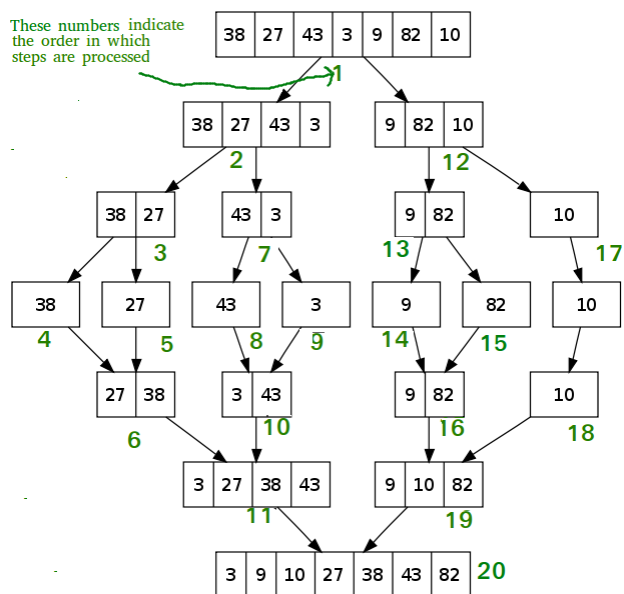 These numbers indicate
the order in which
steps are processed
38 27 43 3 9 82 10
1
38 27 43 3 9 82 10
2 12
38 27 43 3 9 82 10
3 7 13 17
38 27 43 3 9 82 10
4 5 8 9 14 15
27 38 3 43 9 82 10
6 10 16 18
3 27 38 43 9 10 82
11 19
3 9 10 27 38 43 82 20